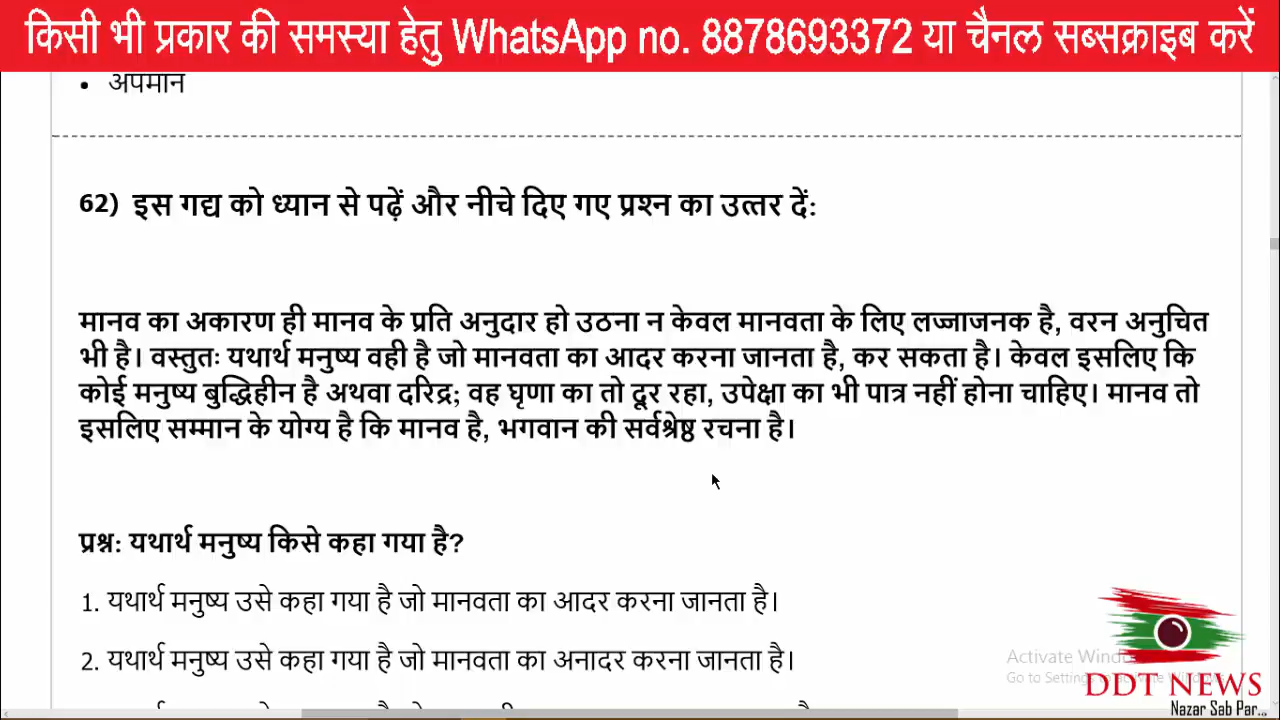 किसी भी प्रकार की समस्या हेतु WhatsApp no. 8878693372 या चैनल सब्सक्राइब करें
• अपमान
62) इस गद्य को ध्यान से पढ़ें और नीचे दिए गए प्रश्न का उत्तर दें:
मानव का अकारण ही मानव के प्रति अनुदार हो उठना न केवल मानवता के लिए लज्जाजनक है, वरन अनुचित
भी है। वस्तुतः यथार्थ मनुष्य वही है जो मानवता का आदर करना जानता है, कर सकता है। केवल इसलिए कि
कोई मनुष्य बुद्धिहीन है अथवा दरिद्र; वह घृणा का तो दूर रहा, उपेक्षा का भी पात्र नहीं होना चाहिए। मानव तो
इसलिए सम्मान के योग्य है कि मानव है, भगवान की सर्वश्रेष्ठ रचना है।
प्रश्न: यथार्थ मनुष्य किसे कहा गया है?
1. यथार्थ मनुष्य उसे कहा गया है जो मानवता का आदर करना जानता है।
2. यथार्थ मनुष्य उसे कहा गया है जो मानवता का अनादर करना जानता है।
Activate Windo
Go to Settings
DDT NEWS
Nazar Sab Par...